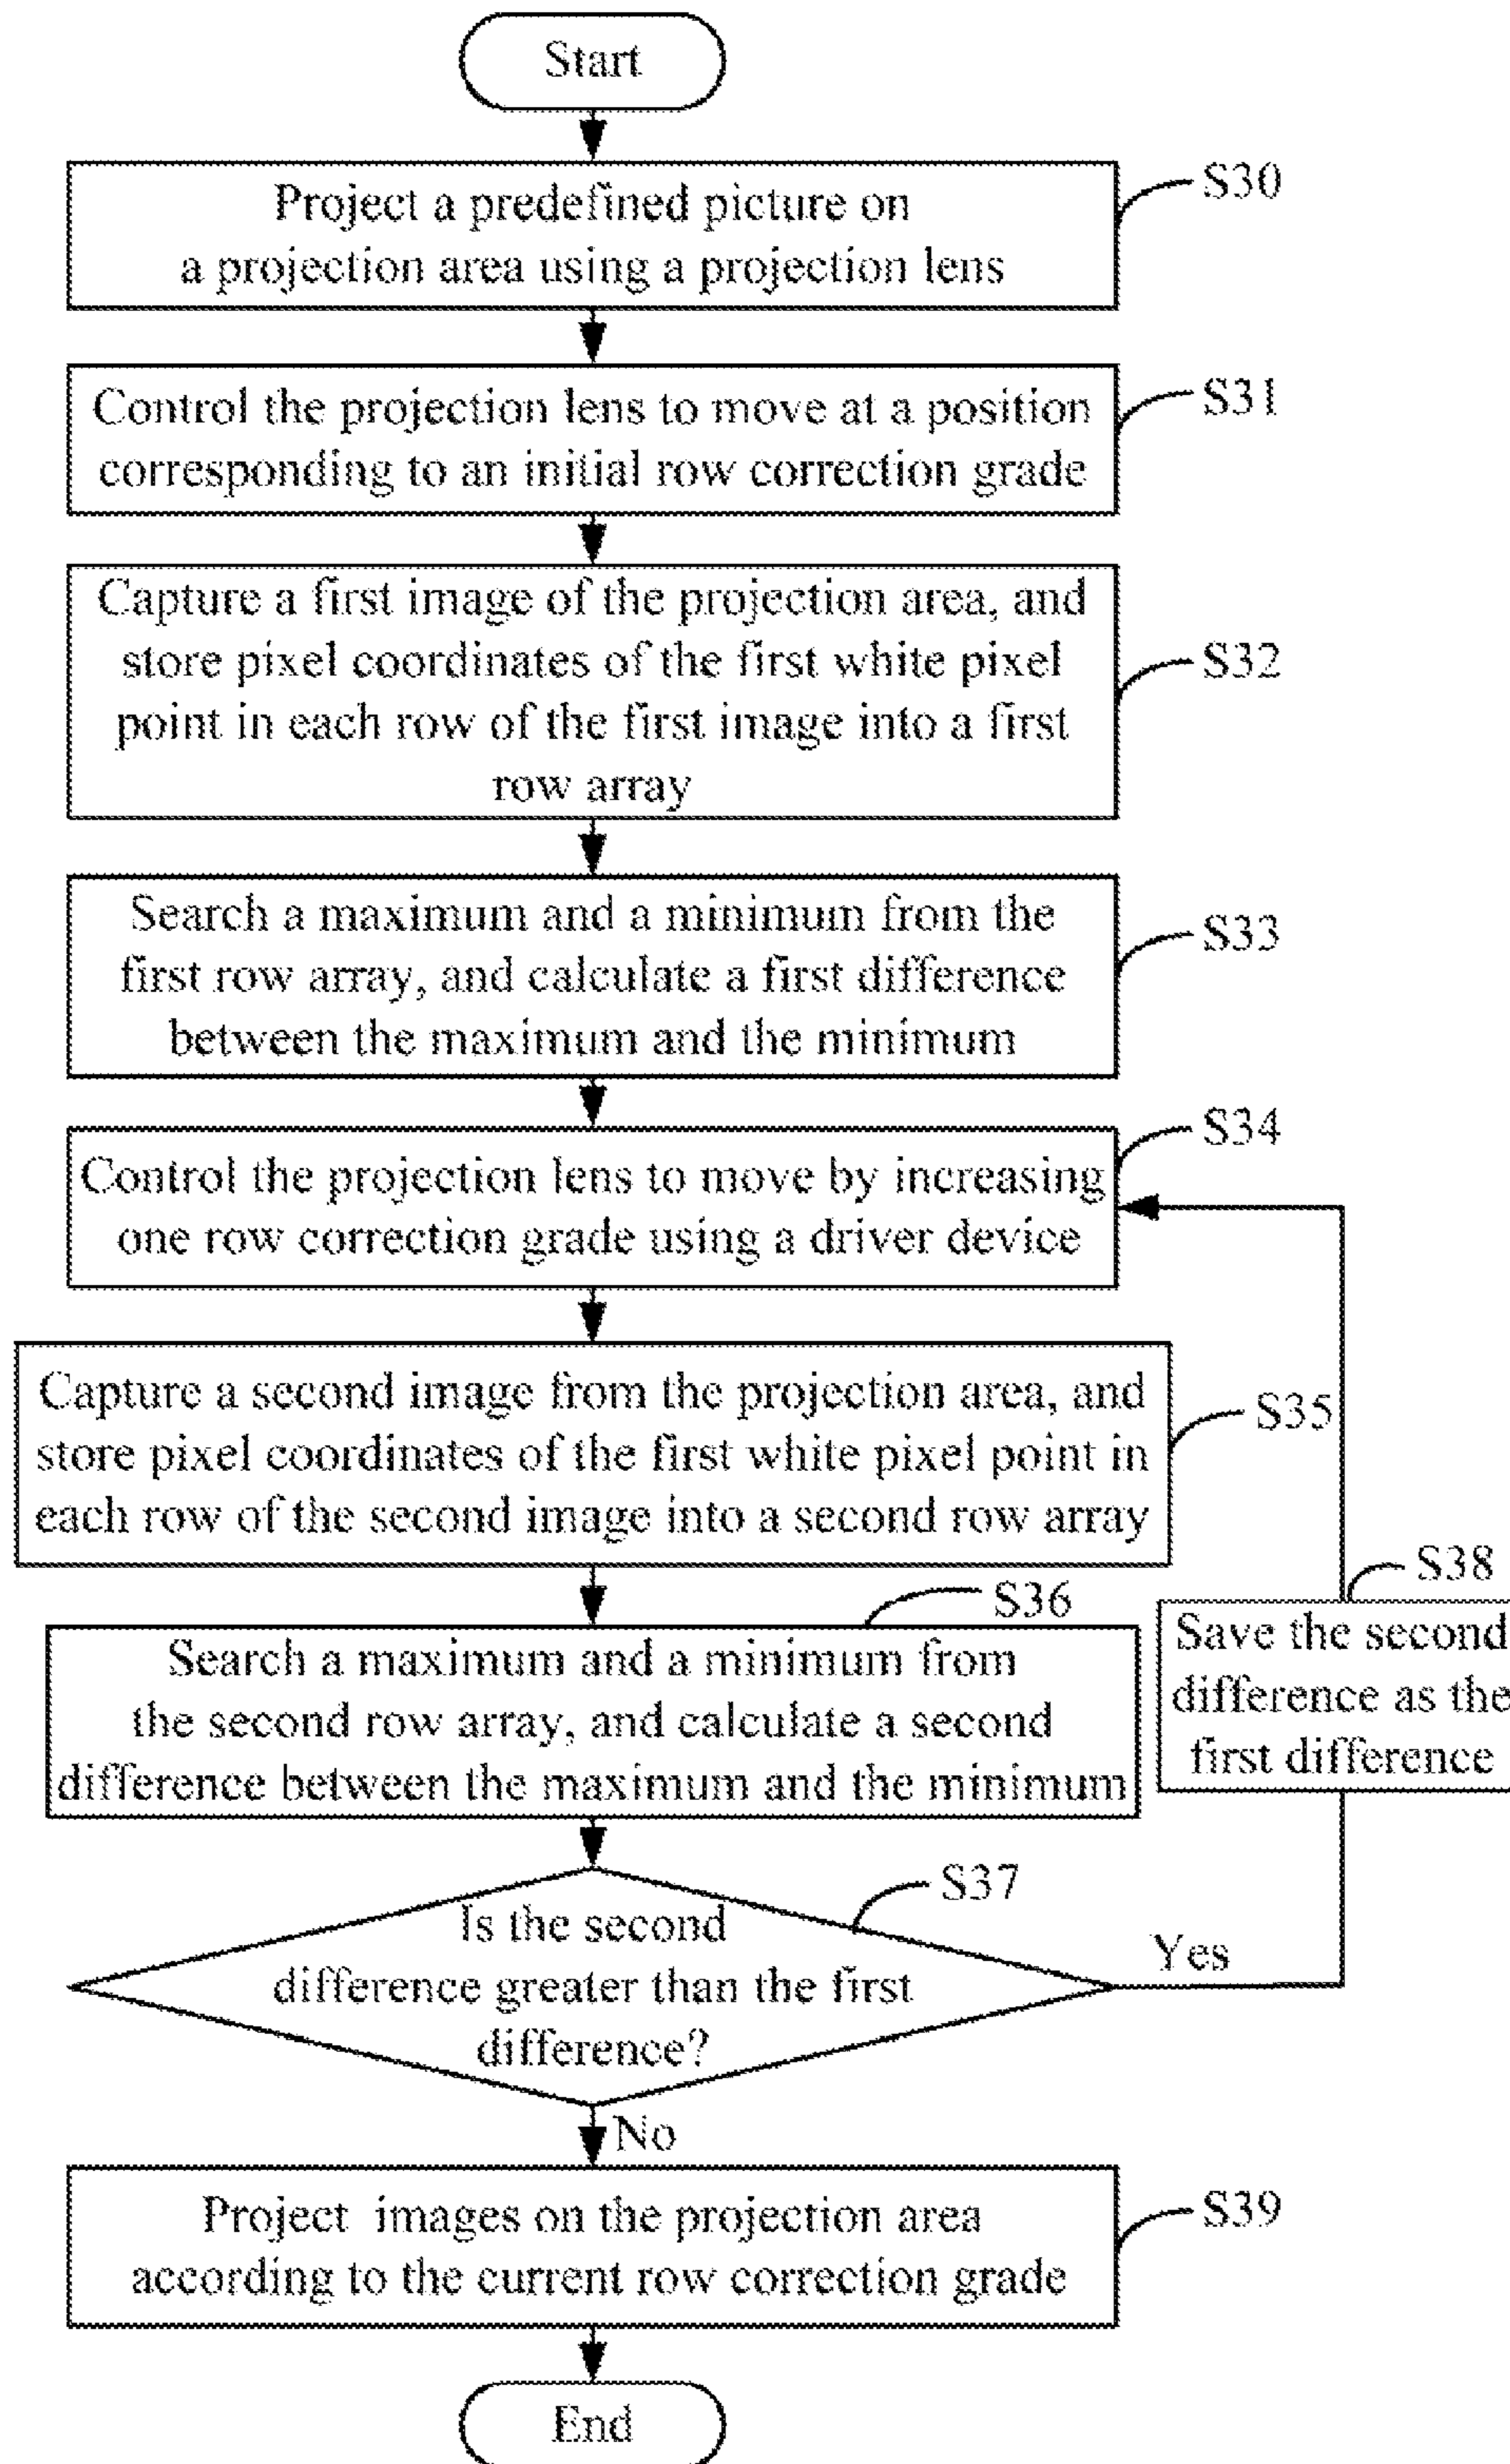 Start
Project a predefined picture on
a projection area using a projection lens
S30
Control the projection lens to move at a position
corresponding to an initial row correction grade
S31
Capture a first image of the projection area, and
store pixel coordinates of the first white pixel
point in each row of the first image into a first
row array
S32
Search a maximum and a minimum from the
first row array, and calculate a first difference
between the maximum and the minimum
S33
Control the projection lens to move by increasing
one row correction grade using a driver device
S34
Capture a second image from the projection area, and
store pixel coordinates of the first white pixel point in
each row of the second image into a second row array
S35
Search a maximum and a minimum from
the second row array, and calculate a second
difference between the maximum and the minimum
S36
Is the second
difference greater than the first
difference?
S37
Yes
Save the second
difference as the
first difference
S38
No
Project images on the projection area
according to the current row correction grade
S39
End